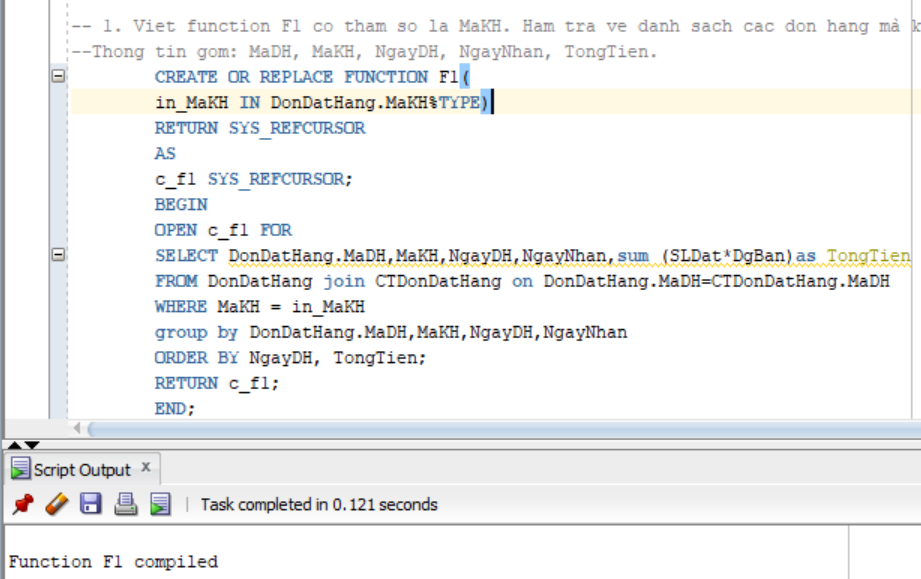 -- 1. Viet function F1 co tham so la MaKH. Ham tra ve danh sach cac don hang mà
--Thong tin gom: MaDH, MaKH, NgayDH, NgayNhan, TongTien.
CREATE OR REPLACE FUNCTION F1(
in_MaKH IN DonDatHang.MaKH%TYPE)
RETURN SYS_REFCURSOR
AS
c_f1 SYS_REFCURSOR;
BEGIN
OPEN c_f1 FOR
SELECT DonDatHang.MaDH,MaKH,NgayDH,NgayNhan,sum (SLDat*DgBan)as TongTien
FROM DonDatHang join CTDonDatHang on DonDatHang.MaDH=CTDonDatHang.MaDH
WHERE MaKH = in_MaKH
group by DonDatHang.MaDH,MaKH,NgayDH,NgayNhan
ORDER BY NgayDH, TongTien;
RETURN c_f1;
END;
Script Output x
Task completed in 0.121 seconds
Function F1 compiled